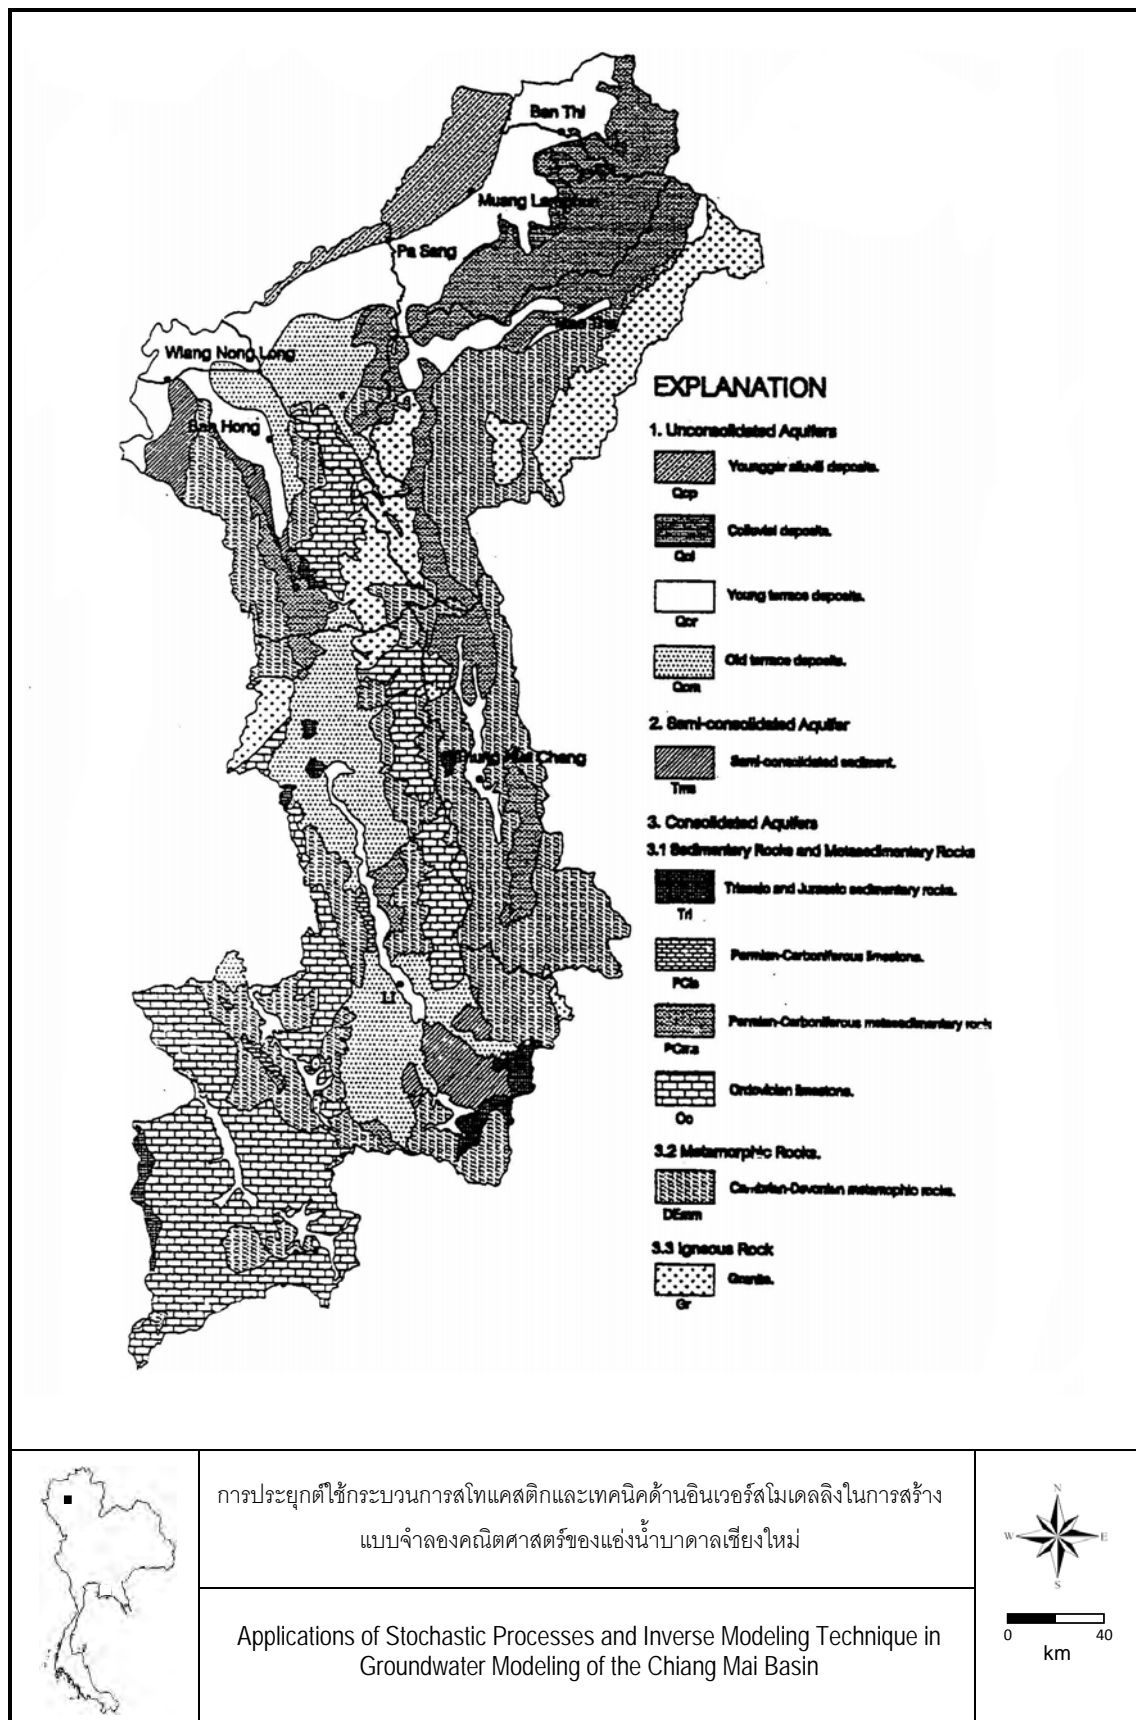 Ban Thi
Muang Lamphun
Pa Sang
Mae Tha
Wiang Nong Long
Ban Hong
Thung Hua Chang
Li
EXPLANATION
1. Unconsolidated Aquifers
Youngger alluvial deposits.
Qcp
Colluvial deposits.
Qcl
Young terrace deposits.
Qcr
Old terrace deposits.
Qcm
2. Semi-consolidated Aquifer
Semi-consolidated sediment.
Tms
3. Consolidated Aquifers
3.1 Sedimentary Rocks and Metasedimentary Rocks
Triassic and Jurassic sedimentary rocks.
Permian-Carboniferous limestone.
PCls
Permian-Carboniferous metasedimentary rock
Ordovician limestone.
3.2 Metamorphic Rocks.
Cambrian-Devonian metamophic rocks.
DEmm
3.3 Igneous Rock
Granite.
Gr
การประยุกต์ใช้กระบวนการสโทแคสติกและเทคนิคด้านอินเวอร์สโมเดลลิงในการสร้าง
แบบจำลองคณิตศาสตร์ของแอ่งน้ำบาดาลเชียงใหม่
Applications of Stochastic Processes and Inverse Modeling Technique in
Groundwater Modeling of the Chiang Mai Basin
N
W E
S
0 40
km